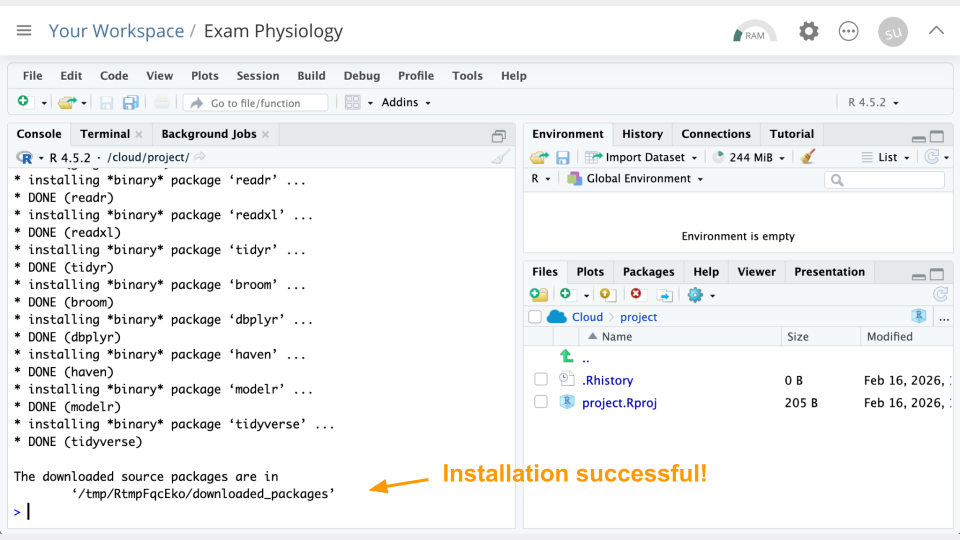 Your Workspace / Exam Physiology
RAM
SU
File Edit Code View Plots Session Build Debug Profile Tools Help
Go to file/function
Addins
R 4.5.2
Console Terminal Background Jobs
R 4.5.2 · /cloud/project/
* installing *binary* package ‘readr’ ...
* DONE (readr)
* installing *binary* package ‘readxl’ ...
* DONE (readxl)
* installing *binary* package ‘tidyr’ ...
* DONE (tidyr)
* installing *binary* package ‘broom’ ...
* DONE (broom)
* installing *binary* package ‘dbplyr’ ...
* DONE (dbplyr)
* installing *binary* package ‘haven’ ...
* DONE (haven)
* installing *binary* package ‘modelr’ ...
* DONE (modelr)
* installing *binary* package ‘tidyverse’ ...
* DONE (tidyverse)
The downloaded source packages are in
‘/tmp/RtmpFqcEko/downloaded_packages’
>
Installation successful!
Environment History Connections Tutorial
Import Dataset 244 MiB List
R Global Environment
Environment is empty
Files Plots Packages Help Viewer Presentation
Cloud project R ...
Name Size Modified
..
.Rhistory 0 B Feb 16, 2026,
project.Rproj 205 B Feb 16, 2026,